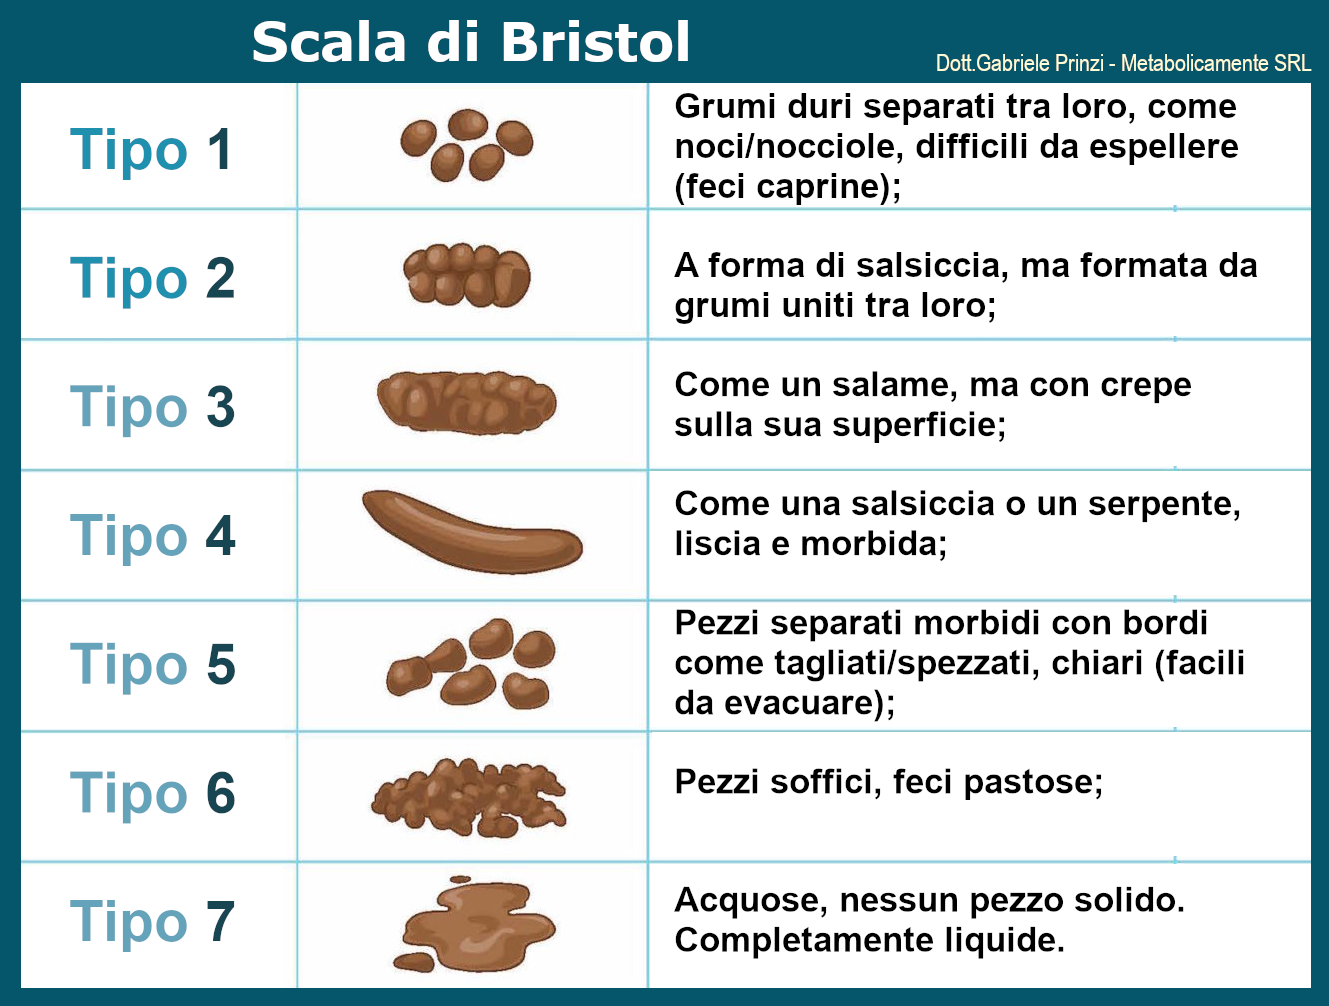 Scala di Bristol
Dott.Gabriele Prinzi - Metabolicamente SRL
Tipo 1
Grumi duri separati tra loro, come
noci/nocciole, difficili da espellere
(feci caprine);
Tipo 2
A forma di salsiccia, ma formata da
grumi uniti tra loro;
Tipo 3
Come un salame, ma con crepe
sulla sua superficie;
Tipo 4
Come una salsiccia o un serpente,
liscia e morbida;
Tipo 5
Pezzi separati morbidi con bordi
come tagliati/spezzati, chiari (facili
da evacuare);
Tipo 6
Pezzi soffici, feci pastose;
Tipo 7
Acquose, nessun pezzo solido.
Completamente liquide.